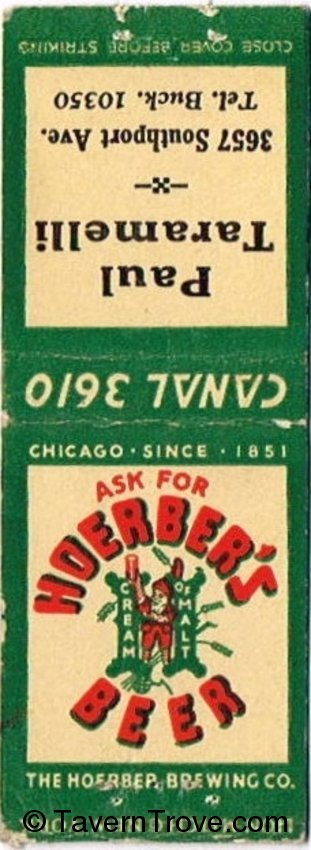 CLOSE COVER BEFORE STRIKING
Paul
Taramelli
3657 Southport Ave.
Tel. Buck. 10350
CANAL 3610
CHICAGO · SINCE · 1851
ASK FOR
HOERBER'S
CREAM OF MALT
BEER
THE HOERBER BREWING CO.
© TavernTrove.com